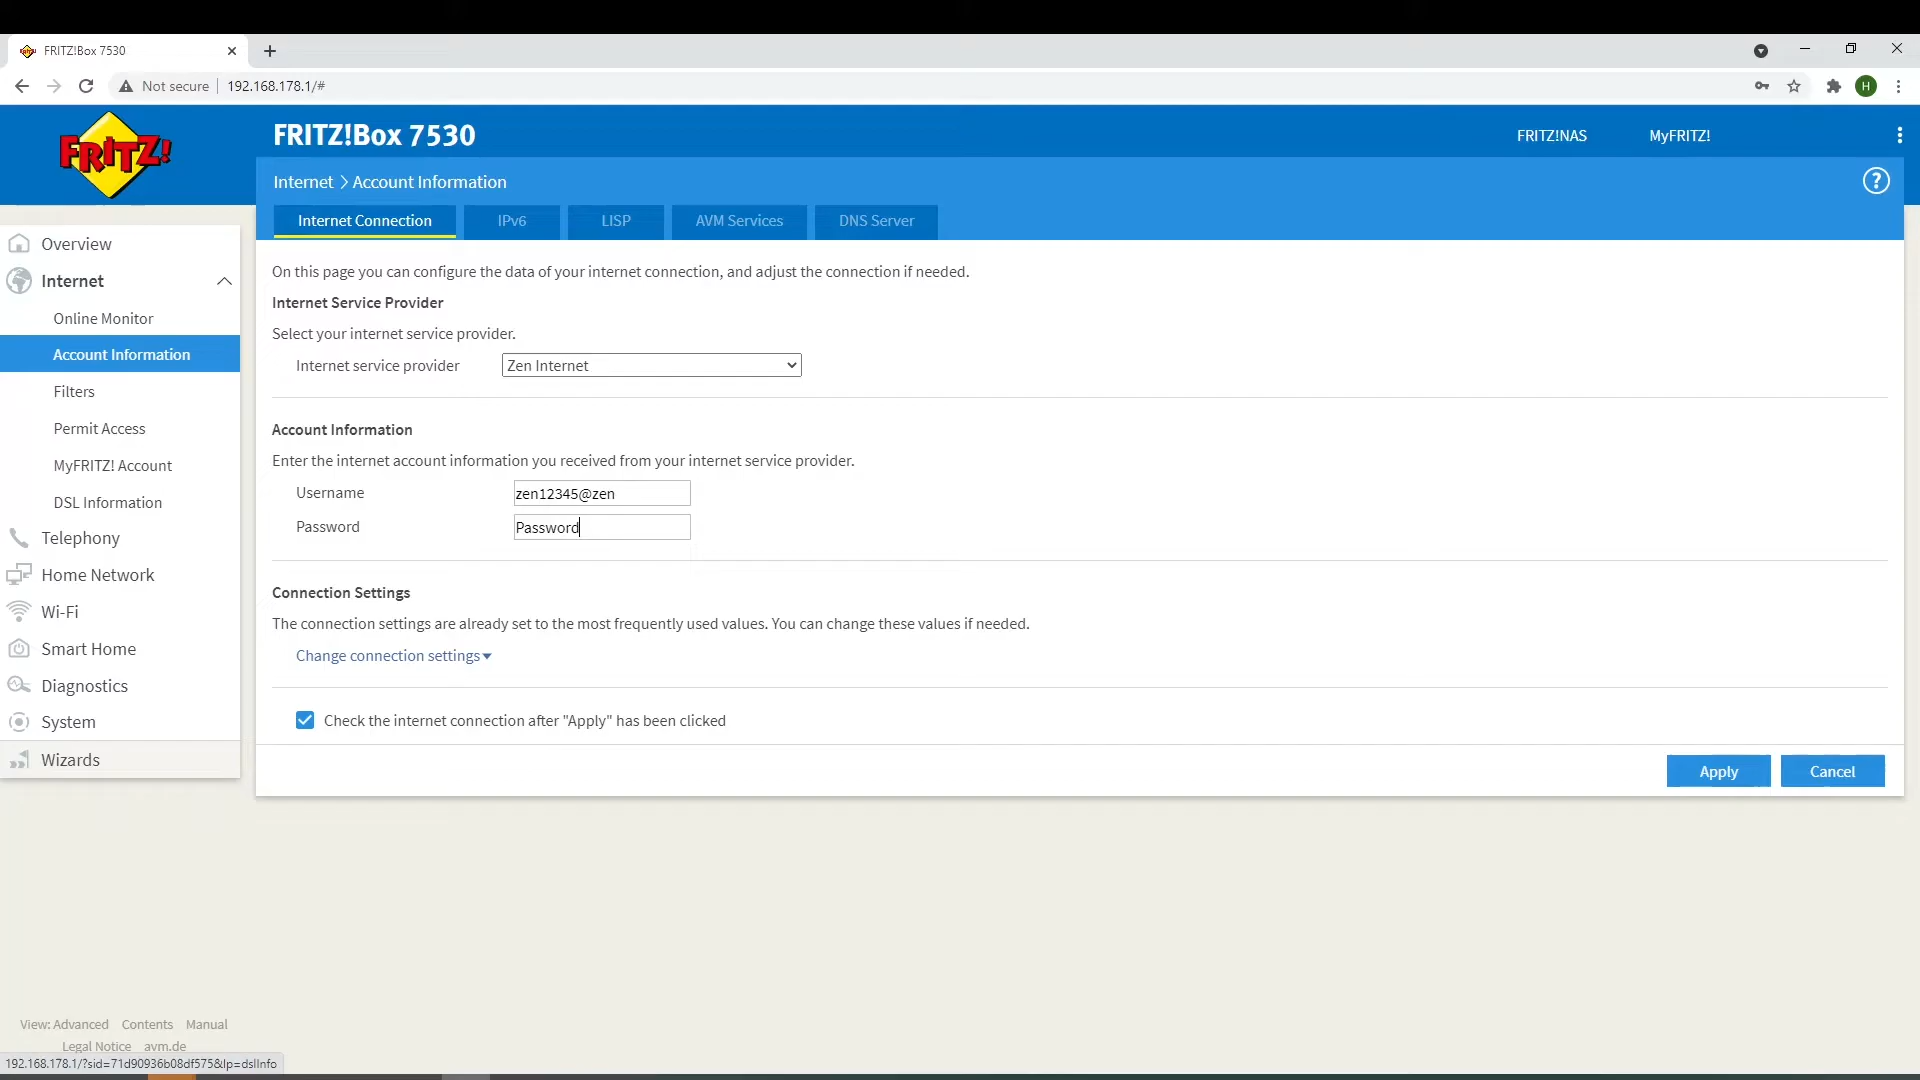 FRITZ!Box 7530
Not secure
192.168.178.1/#
H
FRITZ!
FRITZ!Box 7530
FRITZ!NAS
MyFRITZ!
Internet > Account Information
?
Internet Connection
IPv6
LISP
AVM Services
DNS Server
Overview
Internet
Online Monitor
Account Information
Filters
Permit Access
MyFRITZ! Account
DSL Information
Telephony
Home Network
Wi-Fi
Smart Home
Diagnostics
System
Wizards
On this page you can configure the data of your internet connection, and adjust the connection if needed.
Internet Service Provider
Select your internet service provider.
Internet service provider Zen Internet
Account Information
Enter the internet account information you received from your internet service provider.
Username zen12345@zen
Password Password
Connection Settings
The connection settings are already set to the most frequently used values. You can change these values if needed.
Change connection settings
Check the internet connection after "Apply" has been clicked
Apply
Cancel
View: Advanced Contents Manual
Legal Notice avm.de
192.168.178.1/?sid=71d90936b08df575&lp=dslInfo